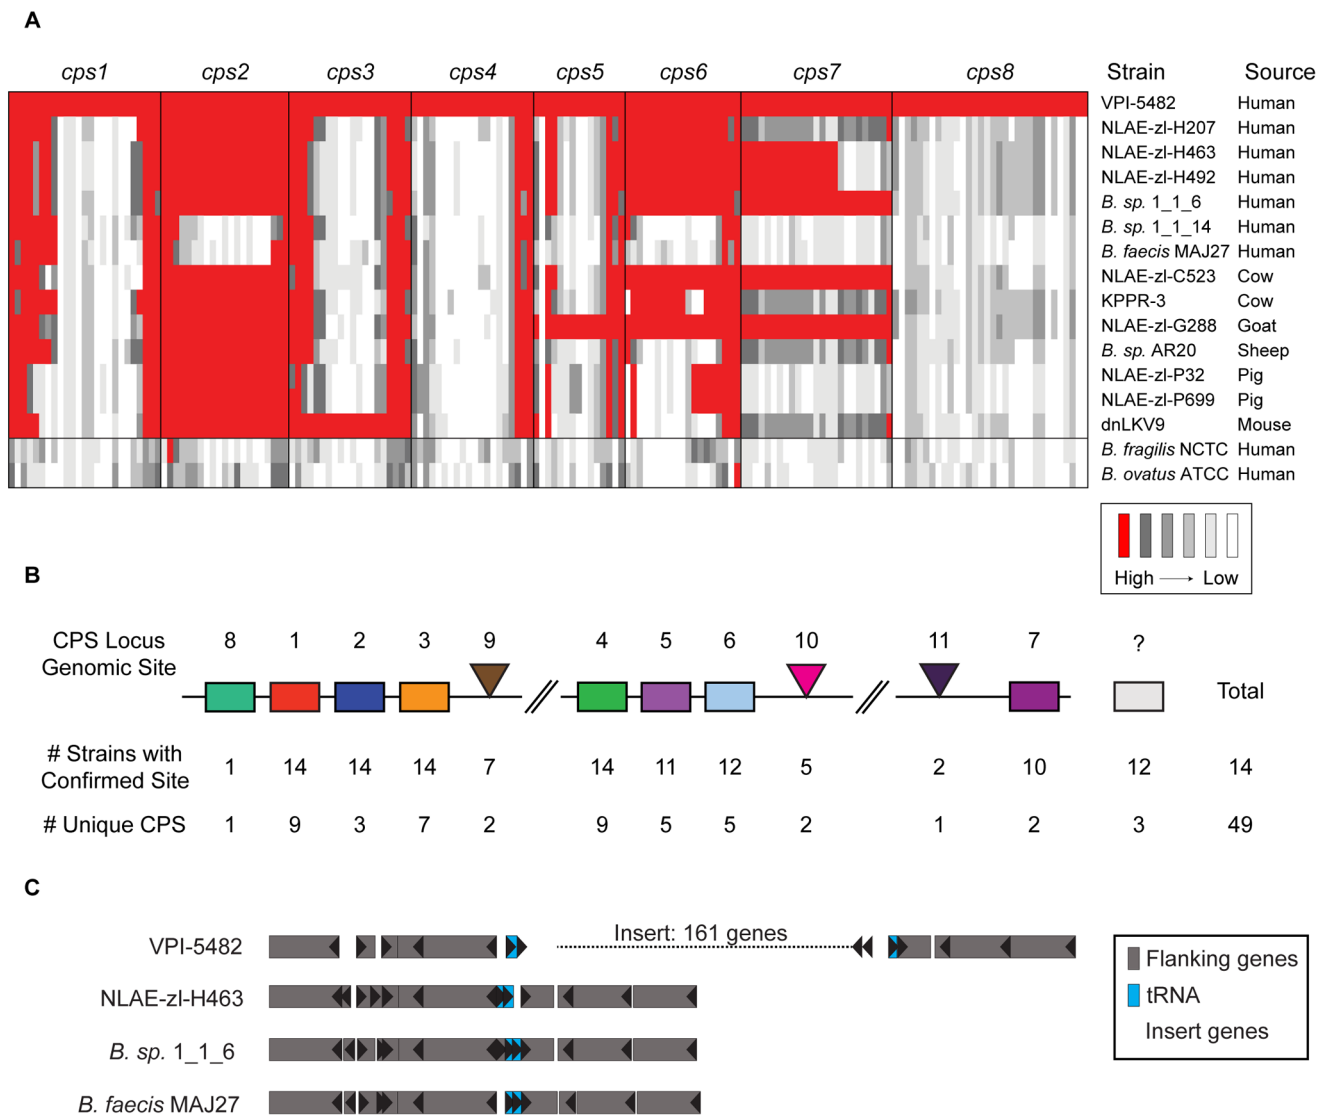 A
cps1 cps2 cps3 cps4 cps5 cps6 cps7 cps8 Strain Source
VPI-5482 Human
NLAE-zl-H207 Human
NLAE-zl-H463 Human
NLAE-zl-H492 Human
B. sp. 1_1_6 Human
B. sp. 1_1_14 Human
B. faecis MAJ27 Human
NLAE-zl-C523 Cow
KPPR-3 Cow
NLAE-zl-G288 Goat
B. sp. AR20 Sheep
NLAE-zl-P32 Pig
NLAE-zl-P699 Pig
dnLKV9 Mouse
B. fragilis NCTC Human
B. ovatus ATCC Human
High → Low
B
CPS Locus
Genomic Site
8 1 2 3 9 4 5 6 10 11 7 ?
Total
# Strains with
Confirmed Site
1 14 14 14 7 14 11 12 5 2 10 12 14
# Unique CPS 1 9 3 7 2 9 5 5 2 1 2 3 49
C
VPI-5482 Insert: 161 genes
NLAE-zl-H463
B. sp. 1_1_6
B. faecis MAJ27
Flanking genes
tRNA
Insert genes